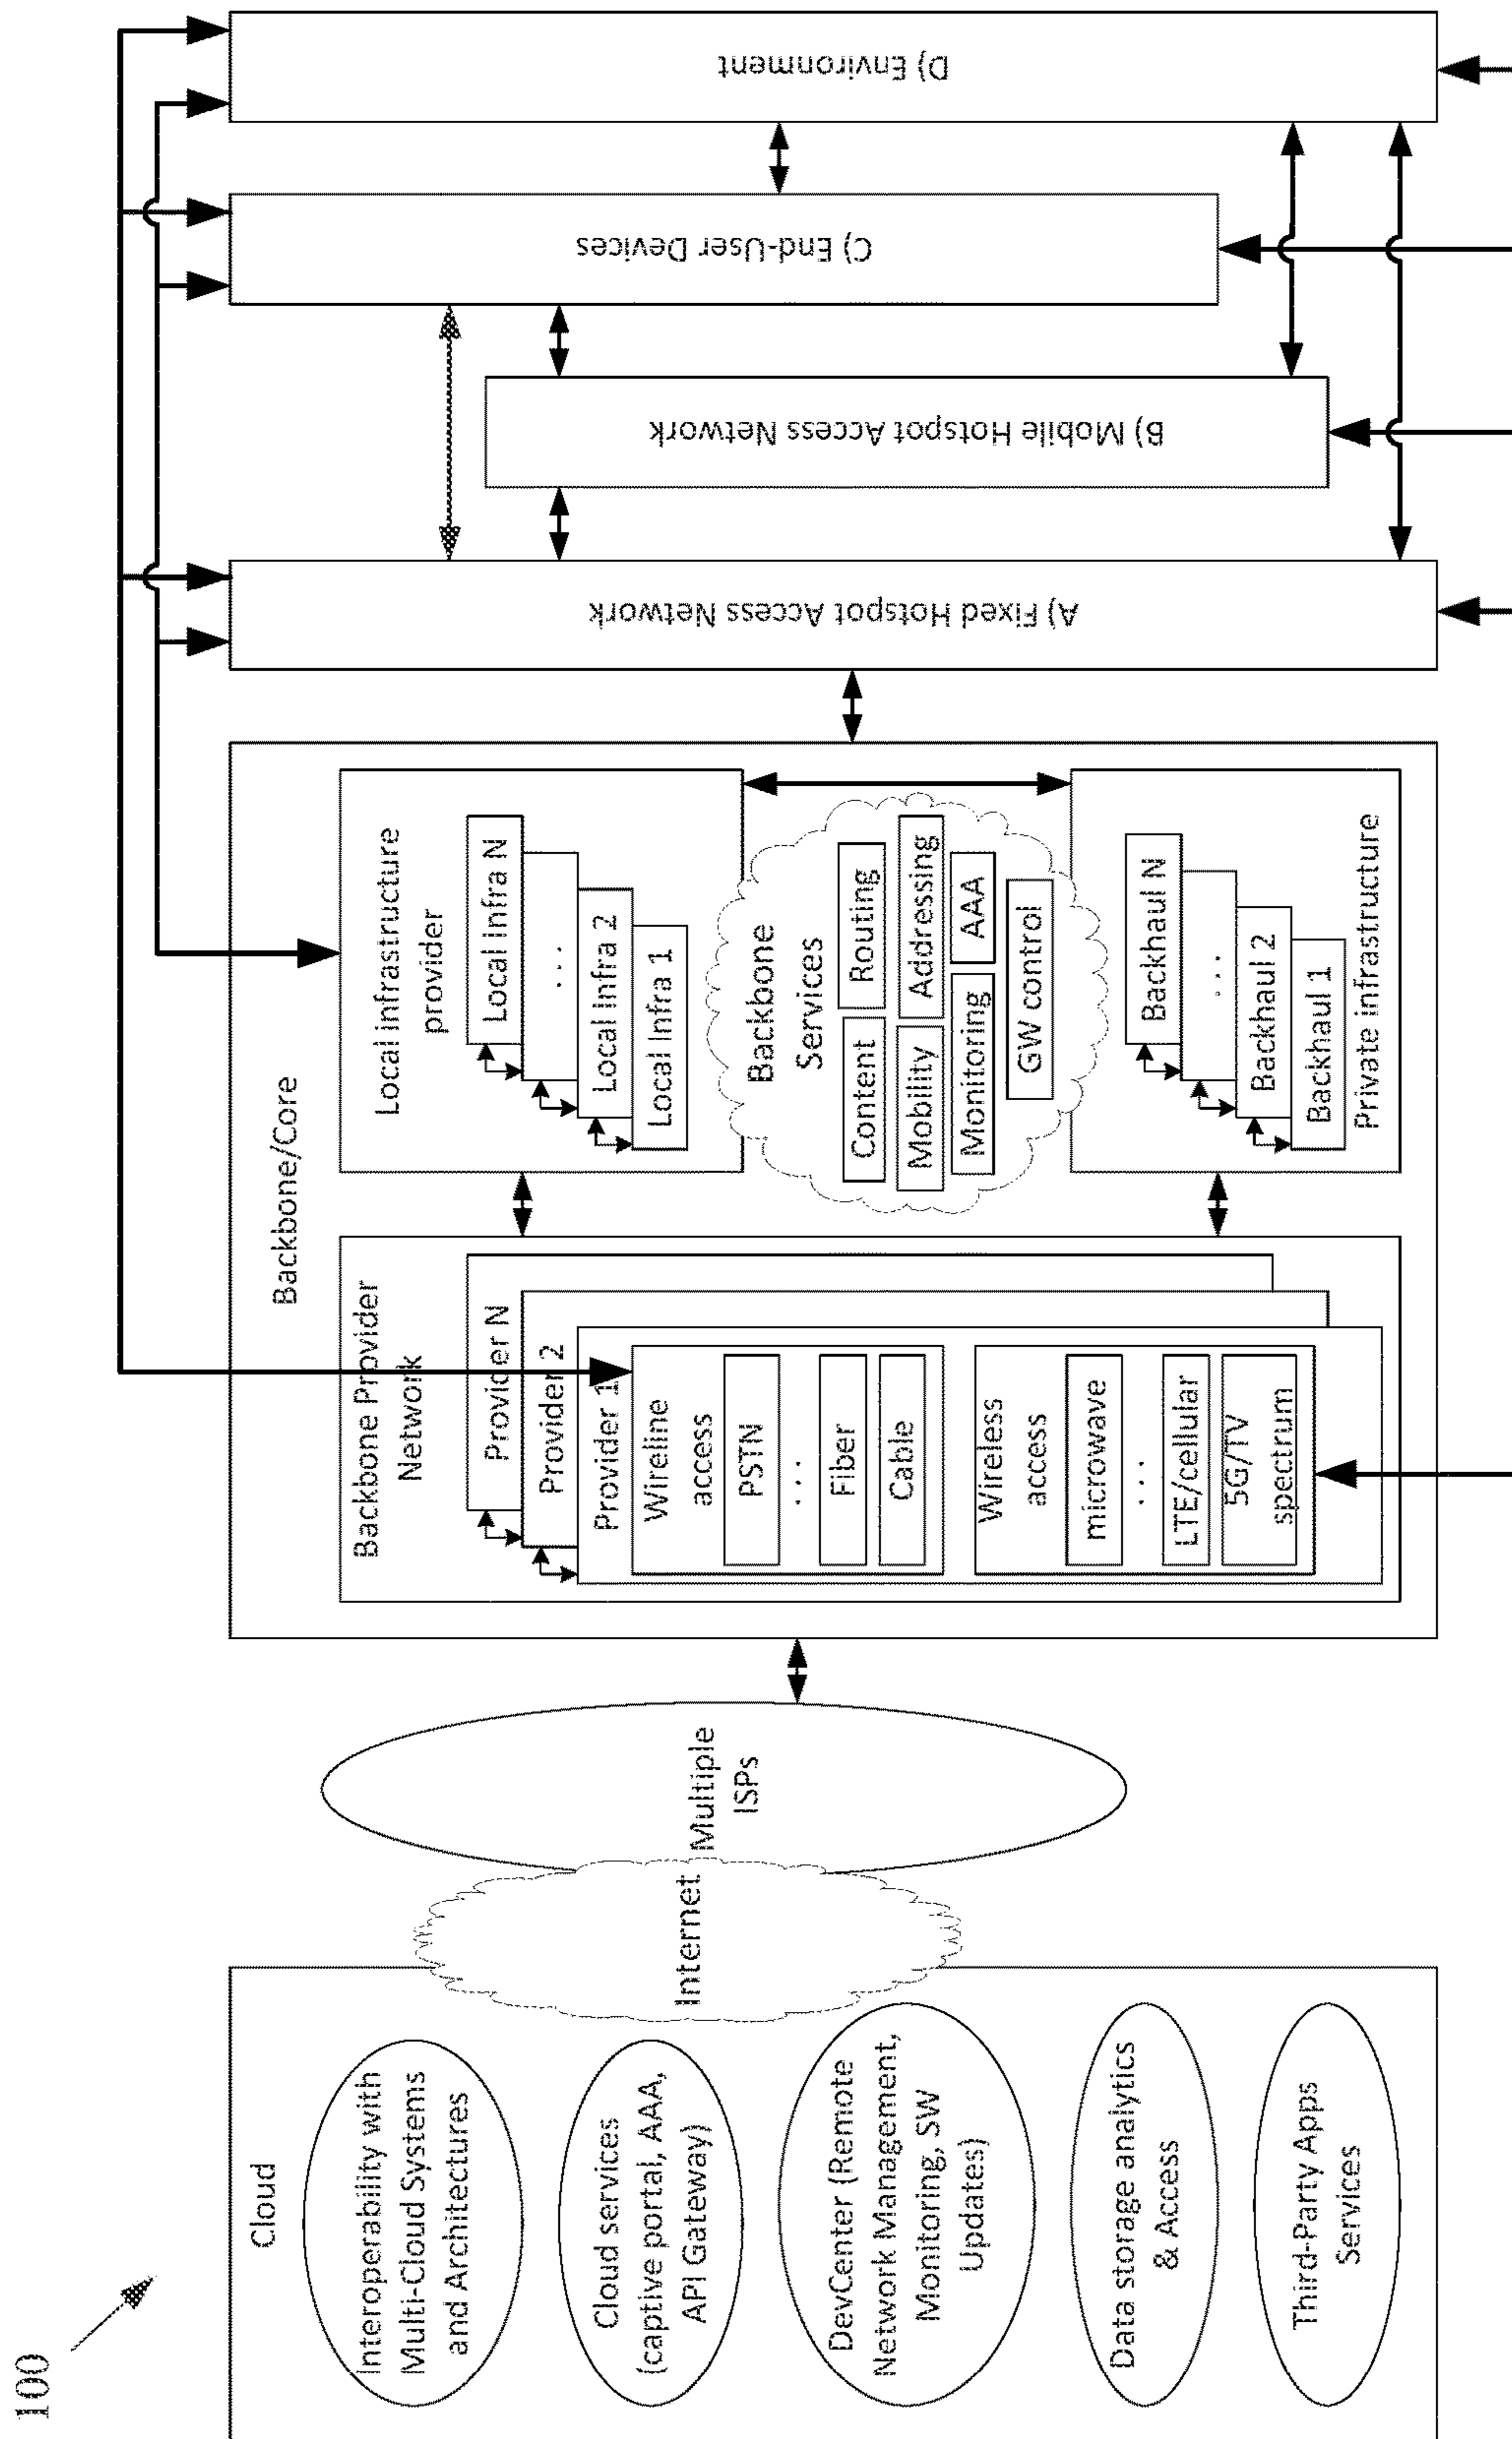 100
Cloud
Interoperability with
Multi-Cloud Systems
and Architectures
Cloud services
(captive portal, AAA,
API Gateway)
DevCenter (Remote
Network Management,
Monitoring, SW
Updates)
Data storage analytics
& Access
Third-Party Apps
Services
Internet
Multiple
ISPs
Backbone/Core
Backbone Provider
Network
Provider N
Provider 2
Provider 1
Wireline
access
PSTN
...
Fiber
Cable
Wireless
access
microwave
...
LTE/cellular
5G/TV
spectrum
Local infrastructure
provider
Local Infra N
...
Local Infra 2
Local Infra 1
Backbone
Services
Content
Routing
Mobility
Addressing
Monitoring
AAA
GW control
Backhaul N
...
Backhaul 2
Backhaul 1
Private infrastructure
A) Fixed Hotspot Access Network
B) Mobile Hotspot Access Network
C) End-User Devices
D) Environment